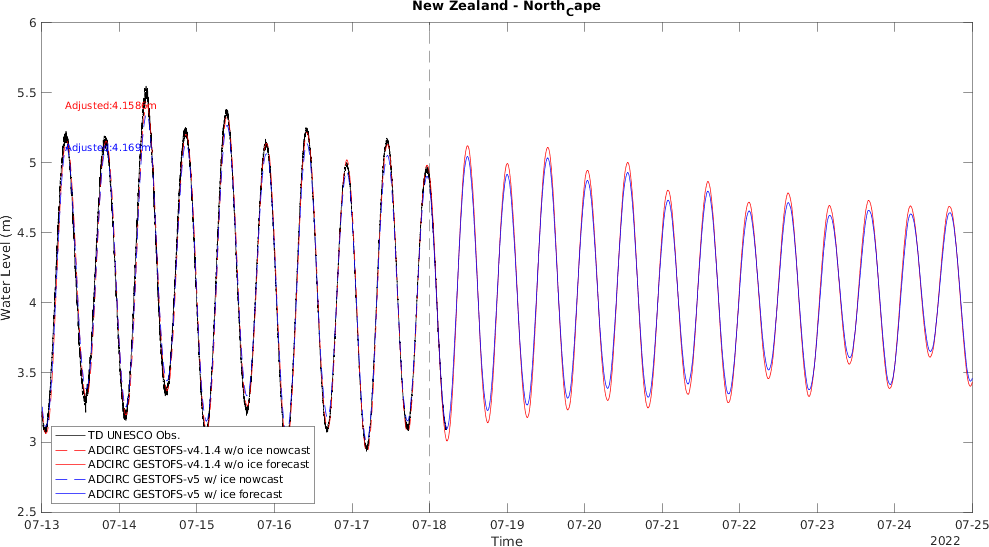 New Zealand - NorthCape
6
5.5
5
4.5
4
3.5
3
2.5
Water Level (m)
Adjusted:4.1586m
Adjusted:4.169m
TD UNESCO Obs.
ADCIRC GESTOFS-v4.1.4 w/o ice nowcast
ADCIRC GESTOFS-v4.1.4 w/o ice forecast
ADCIRC GESTOFS-v5 w/ ice nowcast
ADCIRC GESTOFS-v5 w/ ice forecast
07-13 07-14 07-15 07-16 07-17 07-18 07-19 07-20 07-21 07-22 07-23 07-24 07-25
Time
2022